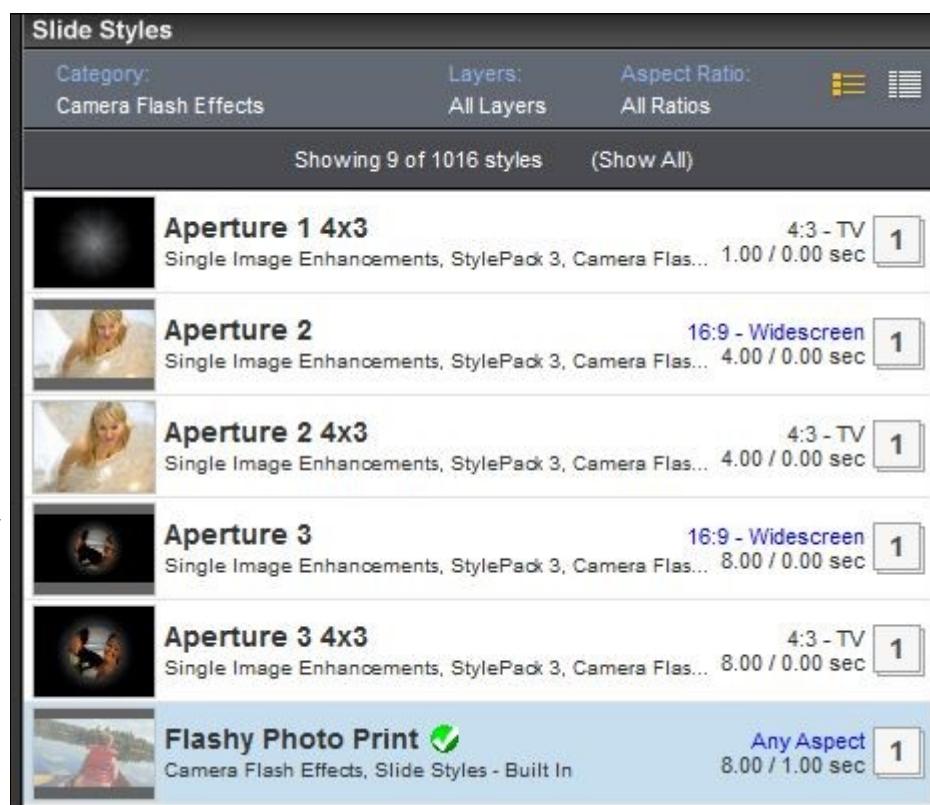 Slide Styles
Category: Layers: Aspect Ratio:
Camera Flash Effects All Layers All Ratios
Showing 9 of 1016 styles (Show All)
Aperture 1 4x3 4:3 - TV 1
Single Image Enhancements, StylePack 3, Camera Flas... 1.00 / 0.00 sec
Aperture 2 16:9 - Widescreen 1
Single Image Enhancements, StylePack 3, Camera Flas... 4.00 / 0.00 sec
Aperture 2 4x3 4:3 - TV 1
Single Image Enhancements, StylePack 3, Camera Flas... 4.00 / 0.00 sec
Aperture 3 16:9 - Widescreen 1
Single Image Enhancements, StylePack 3, Camera Flas... 8.00 / 0.00 sec
Aperture 3 4x3 4:3 - TV 1
Single Image Enhancements, StylePack 3, Camera Flas... 8.00 / 0.00 sec
Flashy Photo Print Any Aspect 1
Camera Flash Effects, Slide Styles - Built In 8.00 / 1.00 sec